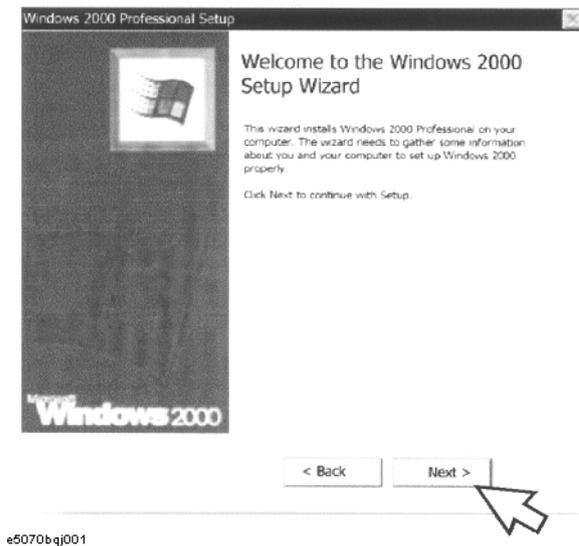 Windows 2000 Professional Setup
Welcome to the Windows 2000
Setup Wizard
This wizard installs Windows 2000 Professional on your
computer. The wizard needs to gather some information
about you and your computer to set up Windows 2000
properly.
Click Next to continue with Setup.
Microsoft
Windows 2000
< Back
Next >
e5070bqj001